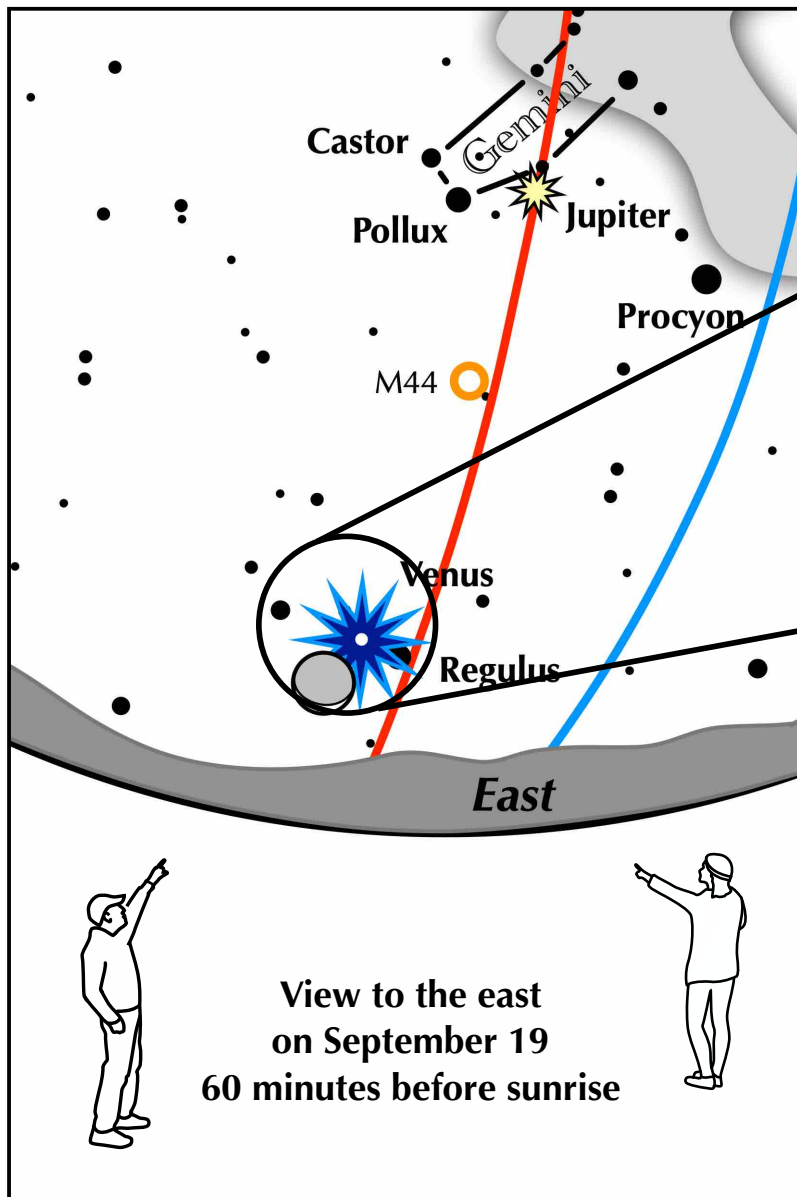 Gemini
Castor
Pollux
Jupiter
Procyon
M44
Venus
Regulus
East
View to the east
on September 19
60 minutes before sunrise